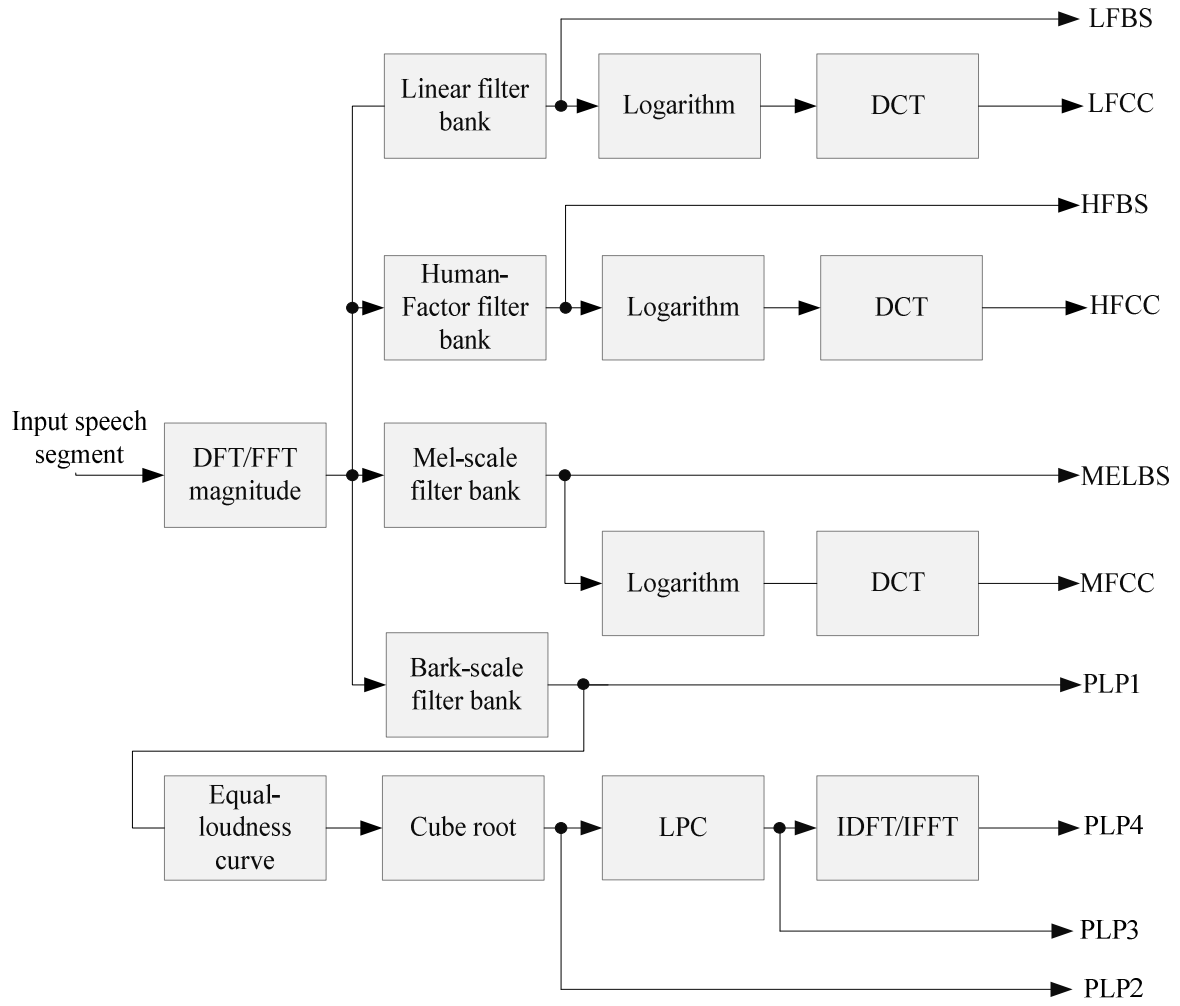 LFBS
Linear filter
bank
Logarithm
DCT
LFCC
HFBS
Human-
Factor filter
bank
Logarithm
DCT
HFCC
Input speech
segment
DFT/FFT
magnitude
Mel-scale
filter bank
MELBS
Logarithm
DCT
MFCC
Bark-scale
filter bank
PLP1
Equal-
loudness
curve
Cube root
LPC
IDFT/IFFT
PLP4
PLP3
PLP2